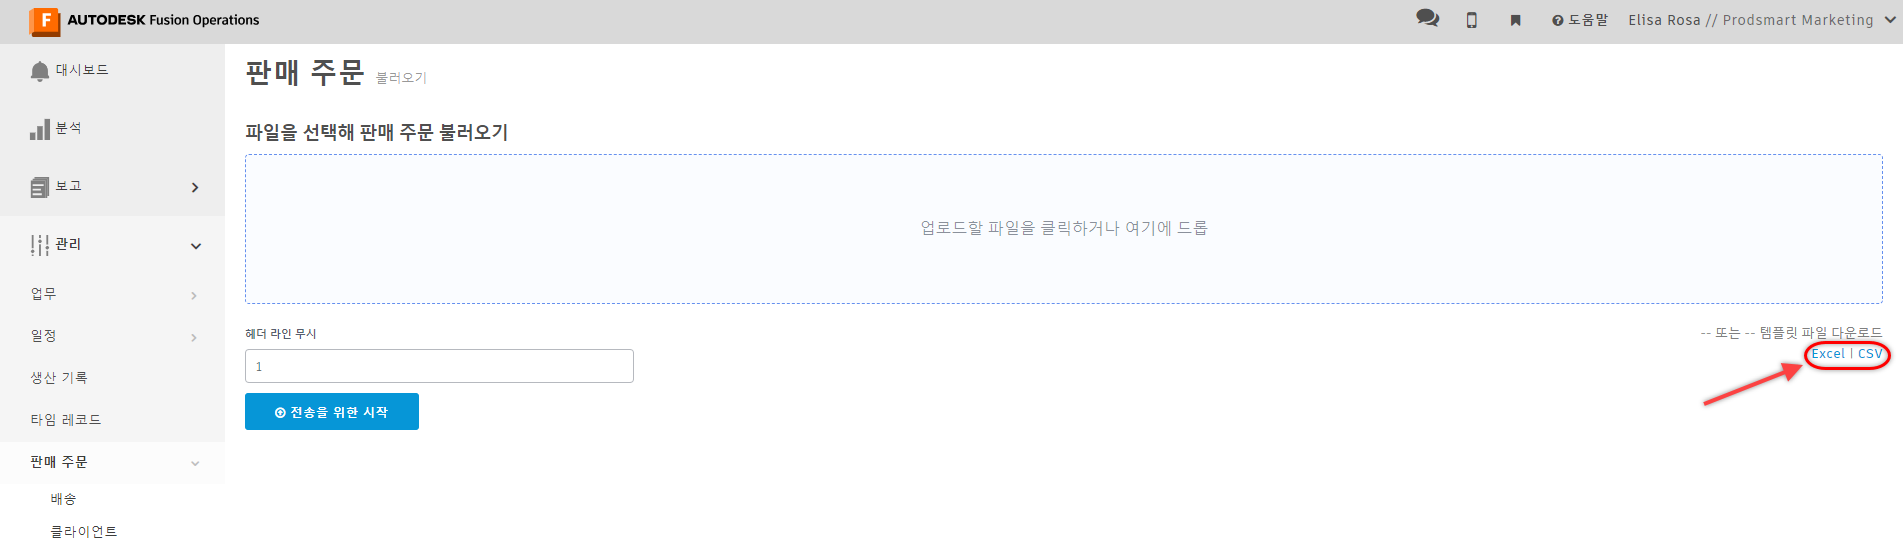 F AUTODESK Fusion Operations
도움말
Elisa Rosa // Prodsmart Marketing
대시보드
분석
보고
관리
업무
일정
생산 기록
타임 레코드
판매 주문
배송
클라이언트
판매 주문 불러오기
파일을 선택해 판매 주문 불러오기
업로드할 파일을 클릭하거나 여기에 드롭
헤더 라인 무시
1
전송을 위한 시작
-- 또는 -- 템플릿 파일 다운로드
Excel | CSV